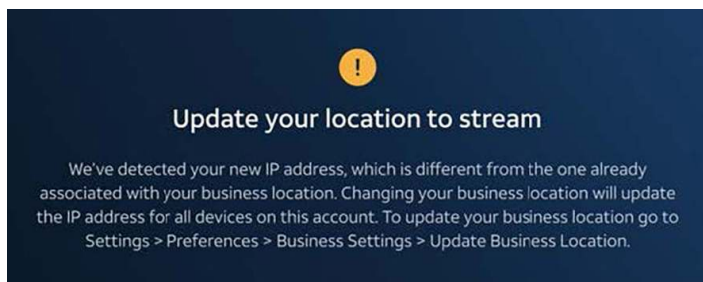 !
Update your location to stream
We've detected your new IP address, which is different from the one already
associated with your business location. Changing your business location will update
the IP address for all devices on this account. To update your business location go to
Settings > Preferences > Business Settings > Update Business Location.